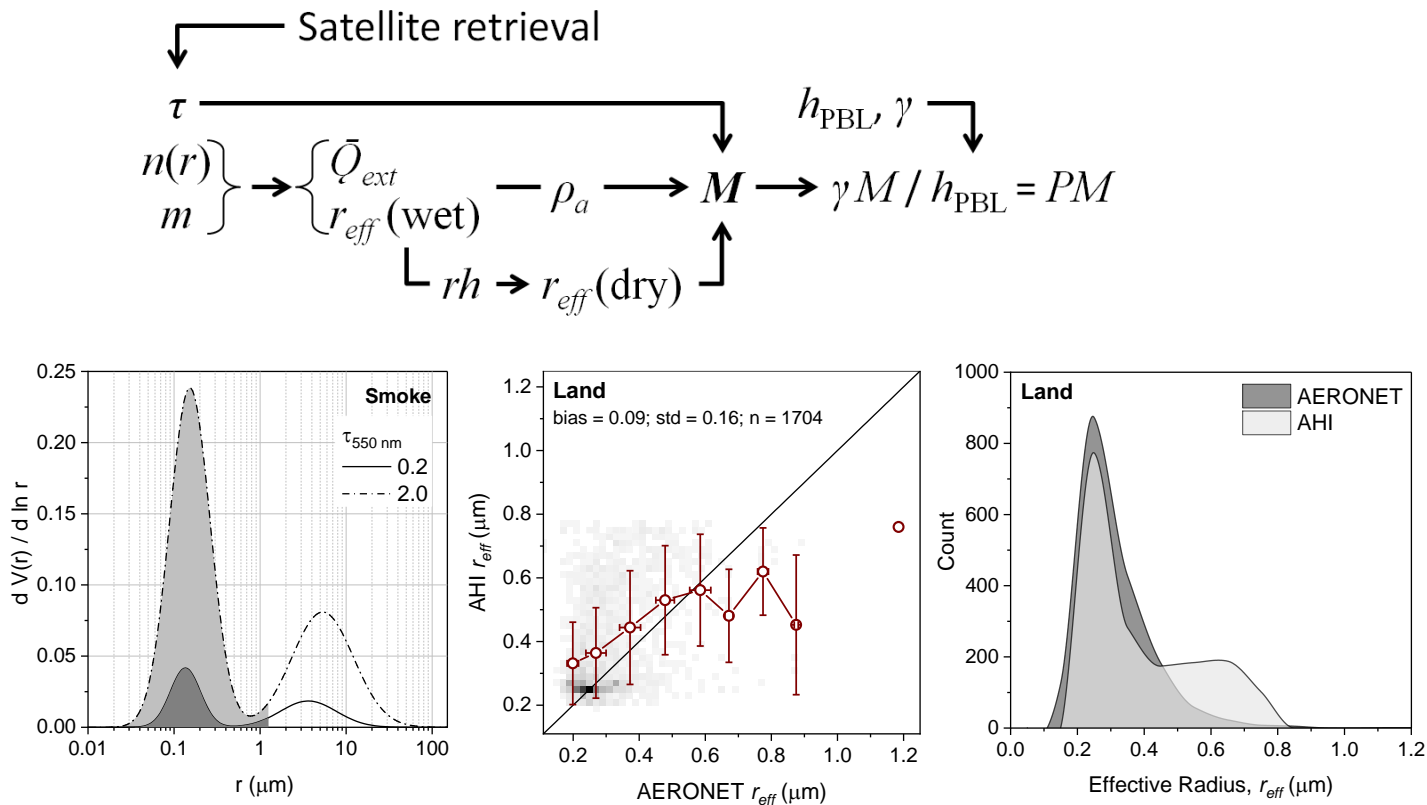 Satellite retrieval
τ
h_PBL, γ
n(r)
m
Q̄_ext
r_eff (wet)
ρ_a
M
γ M / h_PBL = PM
rh
r_eff (dry)
0.25
0.20
0.15
0.10
0.05
0.00
d V(r) / d ln r
Smoke
τ_550 nm
0.2
2.0
0.01
0.1
1
10
100
r (μm)
1.2
1.0
0.8
0.6
0.4
0.2
AHI r_eff (μm)
Land
bias = 0.09; std = 0.16; n = 1704
0.2
0.4
0.6
0.8
1.0
1.2
AERONET r_eff (μm)
1000
800
600
400
200
0
Count
Land
AERONET
AHI
0.0
0.2
0.4
0.6
0.8
1.0
1.2
Effective Radius, r_eff (μm)